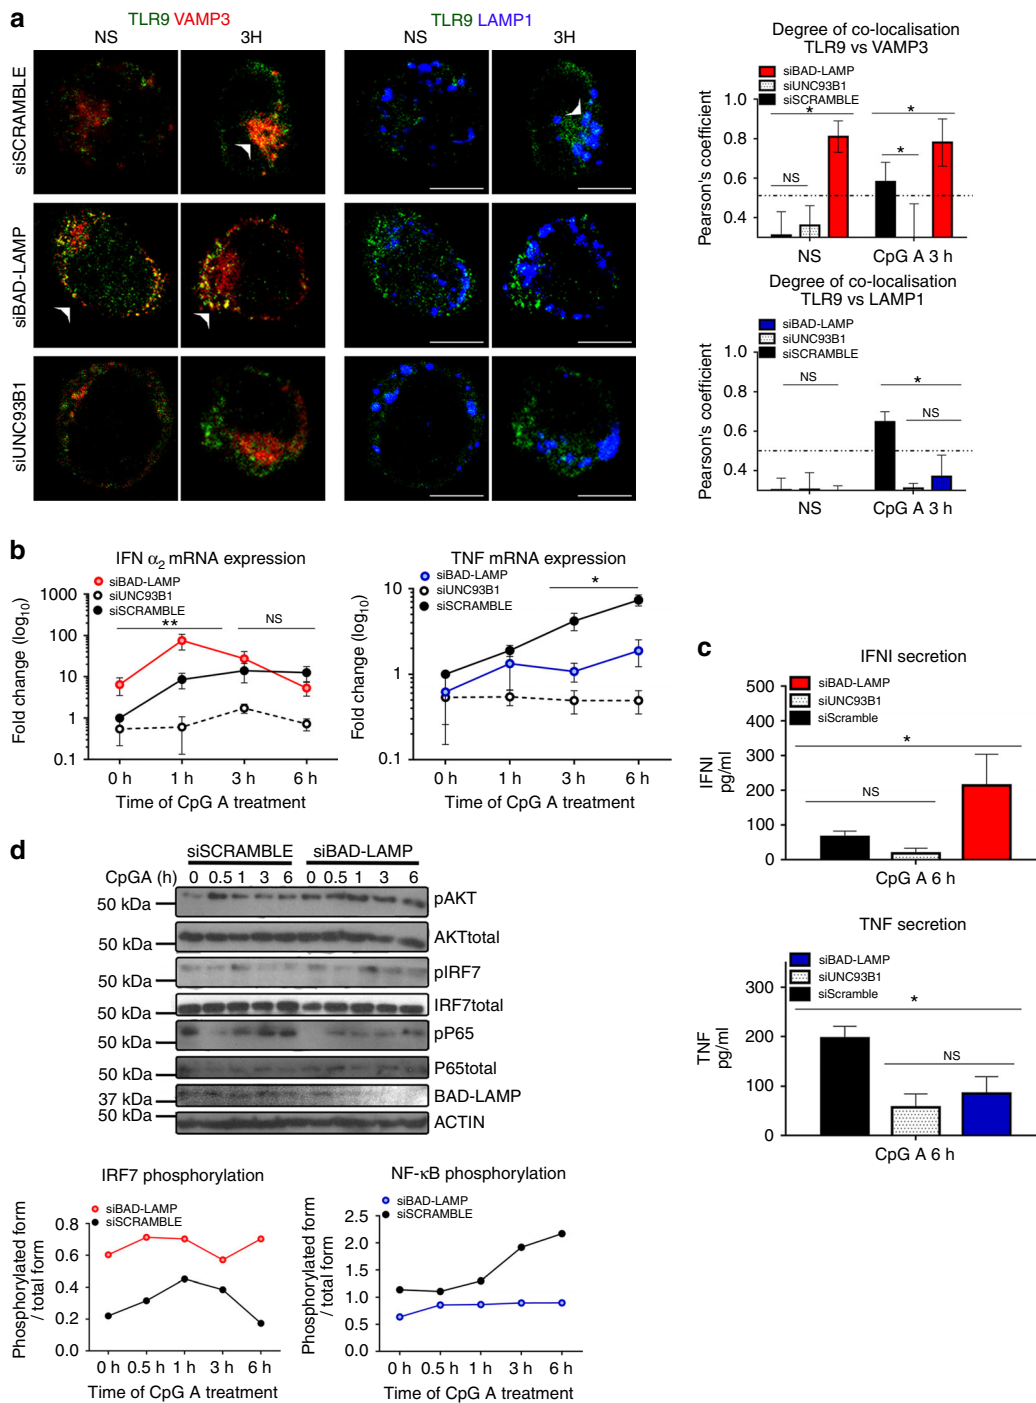 a
TLR9 VAMP3
TLR9 LAMP1
NS
3H
NS
3H
siSCRAMBLE
siBAD-LAMP
siUNC93B1
Degree of co-localisation
TLR9 vs VAMP3
siBAD-LAMP
siUNC93B1
siSCRAMBLE
Pearson's coefficient
1.0
0.8
0.6
0.4
*
NS
*
*
NS
CpG A 3 h
Degree of co-localisation
TLR9 vs LAMP1
siBAD-LAMP
siUNC93B1
siSCRAMBLE
Pearson's coefficient
1.0
0.8
0.6
0.4
NS
*
NS
NS
CpG A 3 h
b
IFN α2 mRNA expression
siBAD-LAMP
siUNC93B1
siSCRAMBLE
Fold change (log10)
1000
100
10
1
0.1
**
NS
0 h
1 h
3 h
6 h
Time of CpG A treatment
TNF mRNA expression
siBAD-LAMP
siUNC93B1
siSCRAMBLE
Fold change (log10)
10
1
0.1
*
0 h
1 h
3 h
6 h
Time of CpG A treatment
c
IFNI secretion
siBAD-LAMP
siUNC93B1
siScramble
IFNI
pg/ml
500
400
300
200
100
0
*
NS
CpG A 6 h
TNF secretion
siBAD-LAMP
siUNC93B1
siScramble
TNF
pg/ml
300
200
100
0
*
NS
CpG A 6 h
d
siSCRAMBLE
siBAD-LAMP
CpGA (h) 0 0.5 1 3 6 0 0.5 1 3 6
50 kDa pAKT
50 kDa AKTtotal
50 kDa pIRF7
50 kDa IRF7total
50 kDa pP65
50 kDa P65total
37 kDa BAD-LAMP
50 kDa ACTIN
IRF7 phosphorylation
siBAD-LAMP
siSCRAMBLE
Phosphorylated form
/ total form
0.8
0.6
0.4
0.2
0.0
0 h
0.5 h
1 h
3 h
6 h
Time of CpG A treatment
NF-κB phosphorylation
siBAD-LAMP
siSCRAMBLE
Phosphorylated form
/ total form
2.5
2.0
1.5
1.0
0.5
0.0
0 h
0.5 h
1 h
3 h
6 h
Time of CpG A treatment